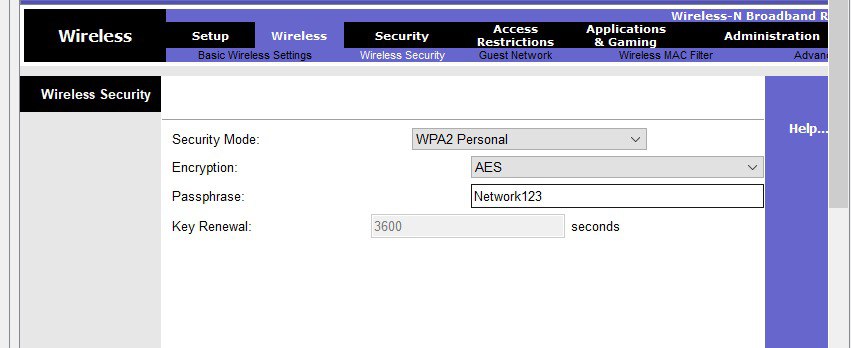 Wireless-N Broadband R
Wireless
Setup Wireless Security Access Restrictions Applications & Gaming Administration
Basic Wireless Settings Wireless Security Guest Network Wireless MAC Filter Advan
Wireless Security
Help...
Security Mode: WPA2 Personal
Encryption: AES
Passphrase: Network123
Key Renewal: 3600 seconds